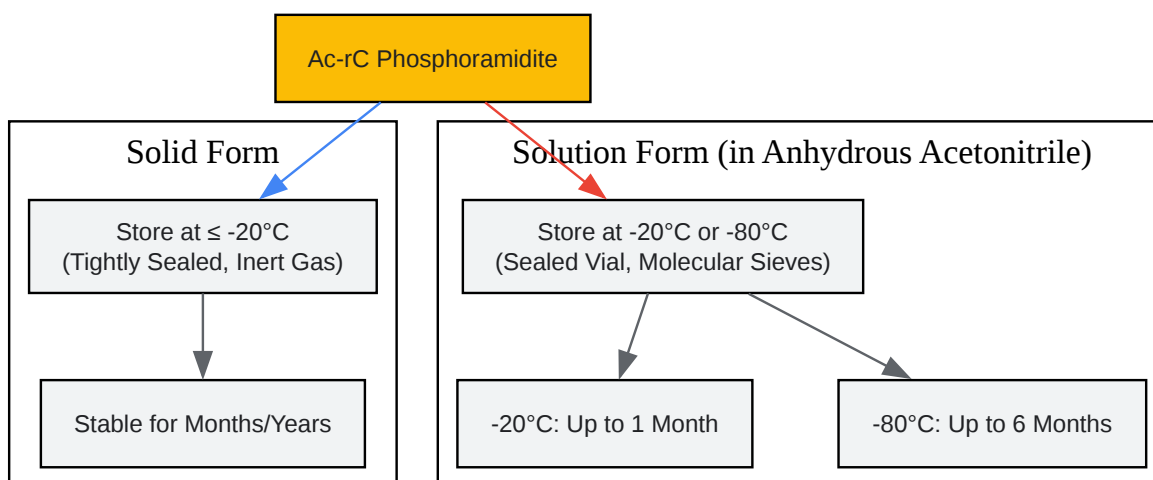 Ac-rC Phosphoramidite
Solid Form
Store at ≤ -20°C
(Tightly Sealed, Inert Gas)
Stable for Months/Years
Solution Form (in Anhydrous Acetonitrile)
Store at -20°C or -80°C
(Sealed Vial, Molecular Sieves)
-20°C: Up to 1 Month
-80°C: Up to 6 Months